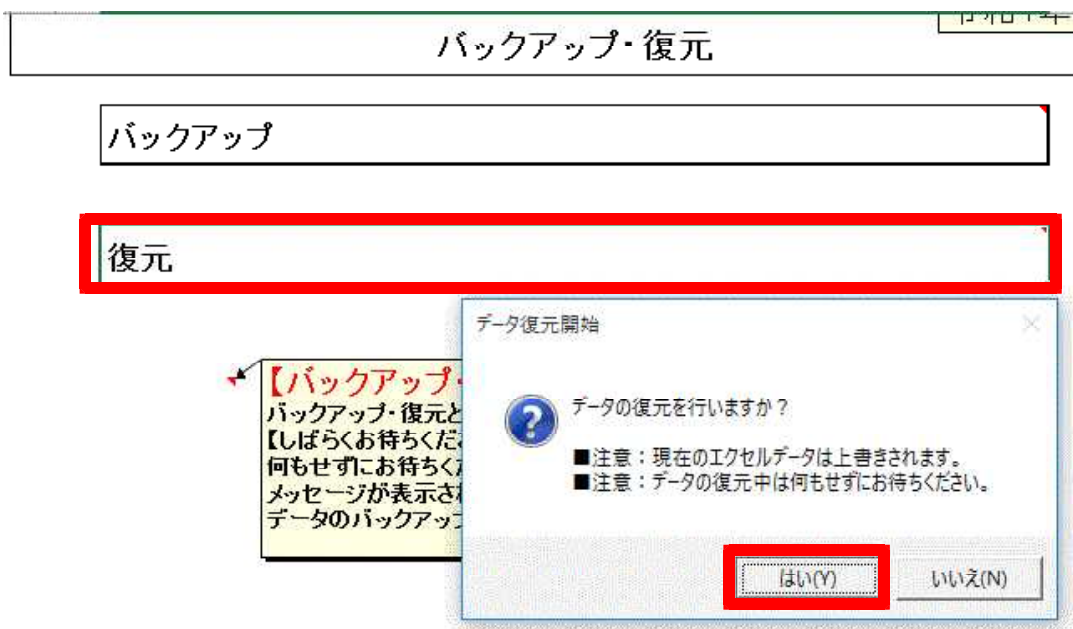 バックアップ・復元
バックアップ
復元
データ復元開始
データの復元を行いますか？
■注意：現在のエクセルデータは上書きされます。
■注意：データの復元中は何もせずにお待ちください。
はい(Y)
いいえ(N)
【バックアップ・
バックアップ・復元と
【しばらくお待ちくだ
何もせずにお待ちく
メッセージが表示さ
データのバックアッ